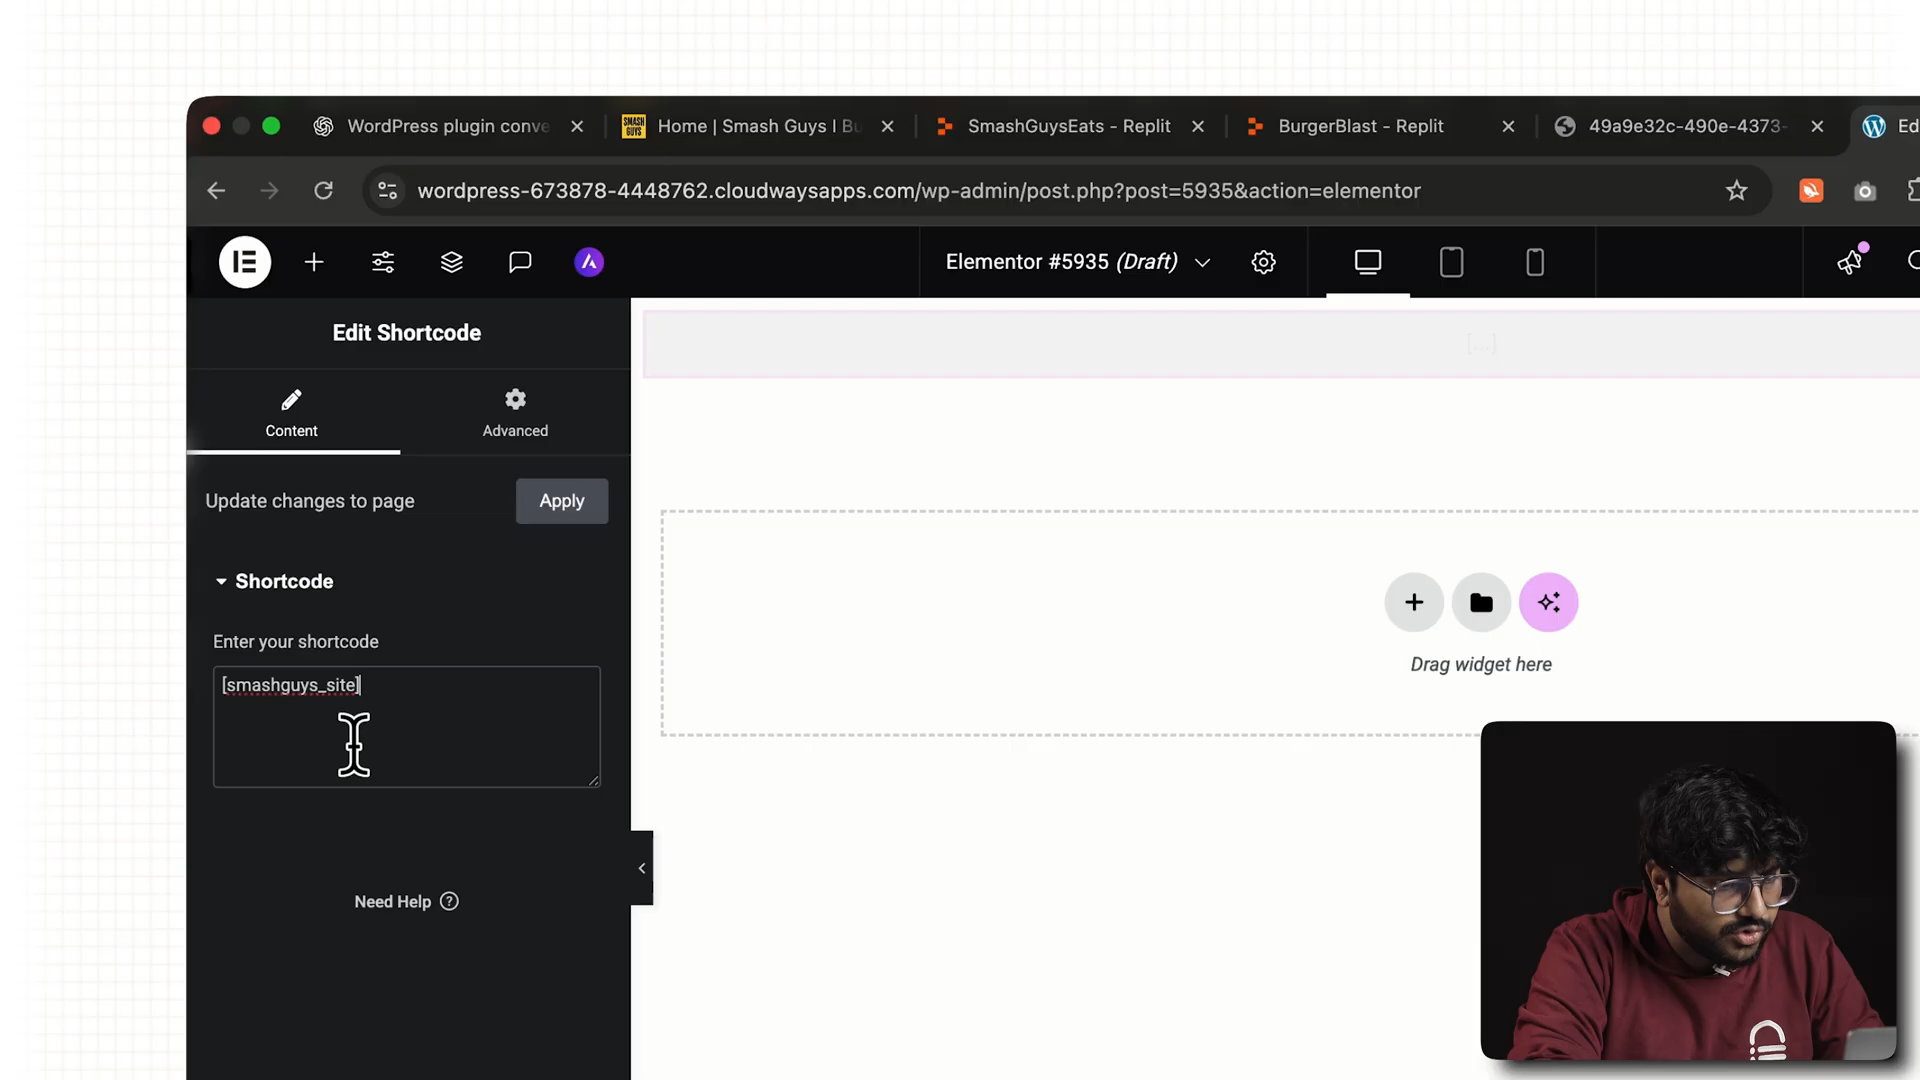 WordPress plugin conve
SMASH GUYS
Home | Smash Guys | Bu
SmashGuysEats - Replit
BurgerBlast - Replit
49a9e32c-490e-4373-
Ed
wordpress-673878-4448762.cloudwaysapps.com/wp-admin/post.php?post=5935&action=elementor
Elementor #5935 (Draft)
Edit Shortcode
[...]
Content
Advanced
Update changes to page
Apply
Shortcode
Enter your shortcode
[smashguys_site]
Drag widget here
Need Help